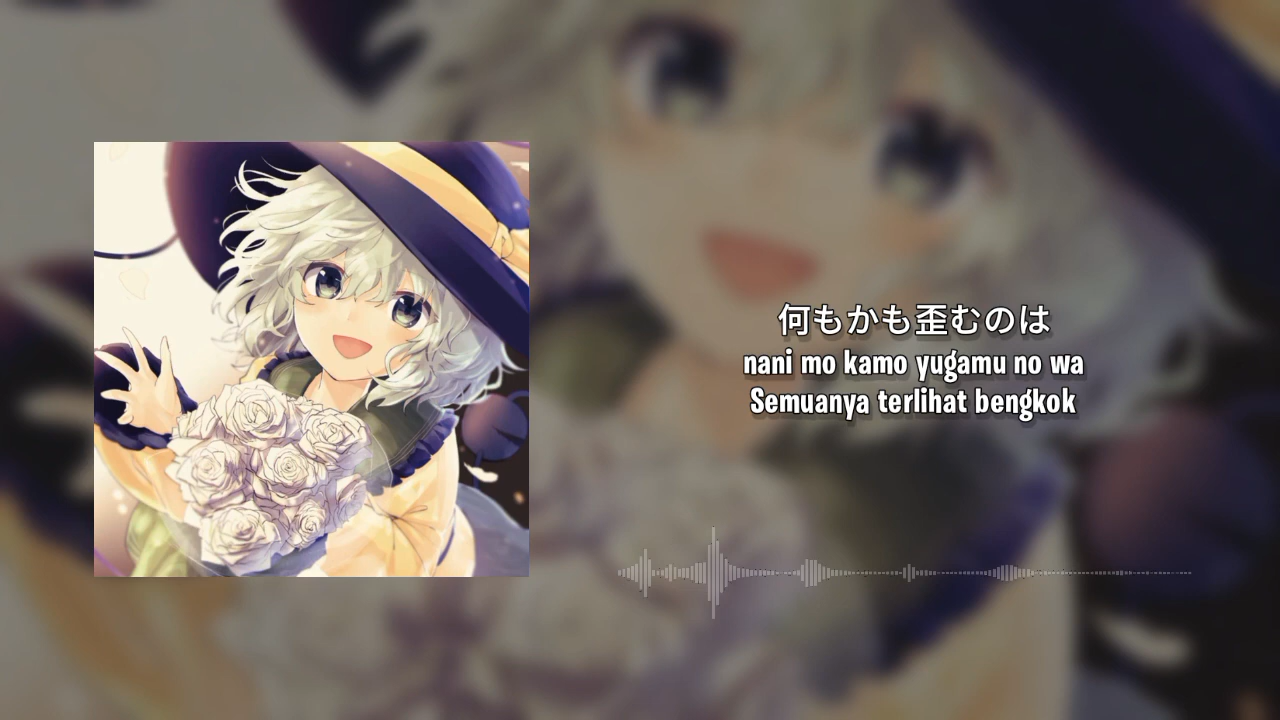 何もかも歪むのは
nani mo kamo yugamu no wa
Semuanya terlihat bengkok